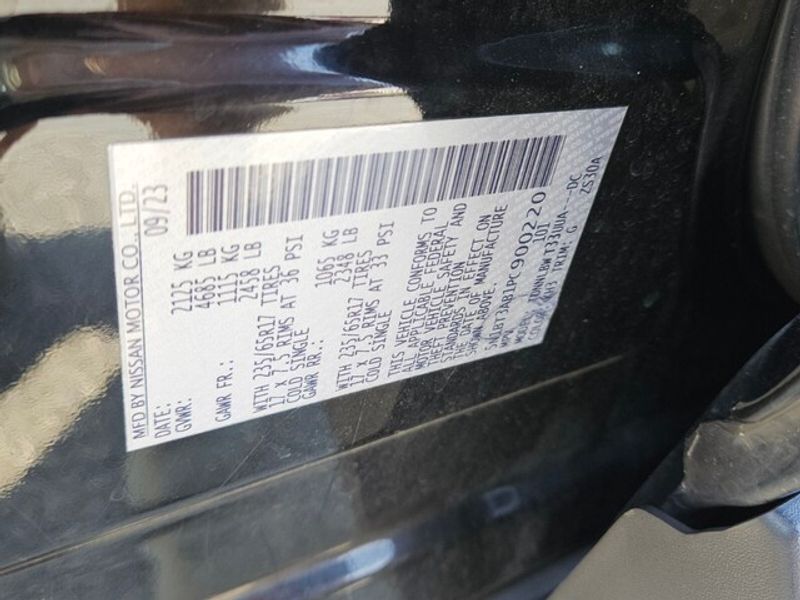 MFD BY NISSAN MOTOR CO., LTD.
DATE: 09/23
GVWR: 2125 KG
4685 LB
GAWR FR.: 1115 KG
2458 LB
WITH 235/65R17 TIRES
17 X 7.5 RIMS AT 36 PSI
COLD SINGLE
GAWR RR.: 1065 KG
2348 LB
WITH 235/65R17 TIRES
17 X 7.5 RIMS AT 33 PSI
COLD SINGLE
THIS VEHICLE CONFORMS TO
ALL APPLICABLE FEDERAL
MOTOR VEHICLE SAFETY AND
THEFT PREVENTION
STANDARDS IN EFFECT ON
THE DATE OF MANUFACTURE
SHOWN ABOVE.
900220
MPV 101
MODEL: DC
COLOR: KH3 TRIM: G ZS30A